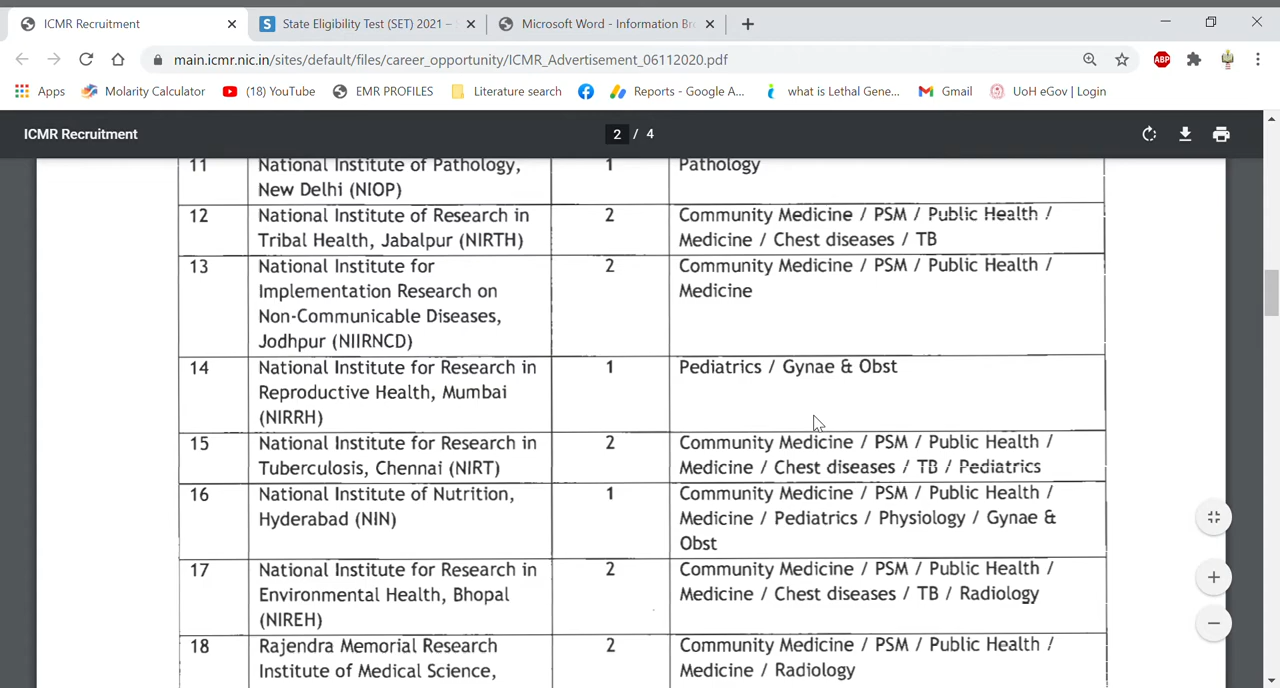 ICMR Recruitment
State Eligibility Test (SET) 2021 –
Microsoft Word - Information Bro
main.icmr.nic.in/sites/default/files/career_opportunity/ICMR_Advertisement_06112020.pdf
ABP
Apps
Molarity Calculator
(18) YouTube
EMR PROFILES
Literature search
Reports - Google A...
what is Lethal Gene...
Gmail
UoH eGov | Login
ICMR Recruitment
2 / 4
11 National Institute of Pathology, 1 Pathology
New Delhi (NIOP)
12 National Institute of Research in 2 Community Medicine / PSM / Public Health /
Tribal Health, Jabalpur (NIRTH) Medicine / Chest diseases / TB
13 National Institute for 2 Community Medicine / PSM / Public Health /
Implementation Research on Medicine
Non-Communicable Diseases,
Jodhpur (NIIRNCD)
14 National Institute for Research in 1 Pediatrics / Gynae & Obst
Reproductive Health, Mumbai
(NIRRH)
15 National Institute for Research in 2 Community Medicine / PSM / Public Health /
Tuberculosis, Chennai (NIRT) Medicine / Chest diseases / TB / Pediatrics
16 National Institute of Nutrition, 1 Community Medicine / PSM / Public Health /
Hyderabad (NIN) Medicine / Pediatrics / Physiology / Gynae &
Obst
17 National Institute for Research in 2 Community Medicine / PSM / Public Health /
Environmental Health, Bhopal Medicine / Chest diseases / TB / Radiology
(NIREH)
18 Rajendra Memorial Research 2 Community Medicine / PSM / Public Health /
Institute of Medical Science, Medicine / Radiology